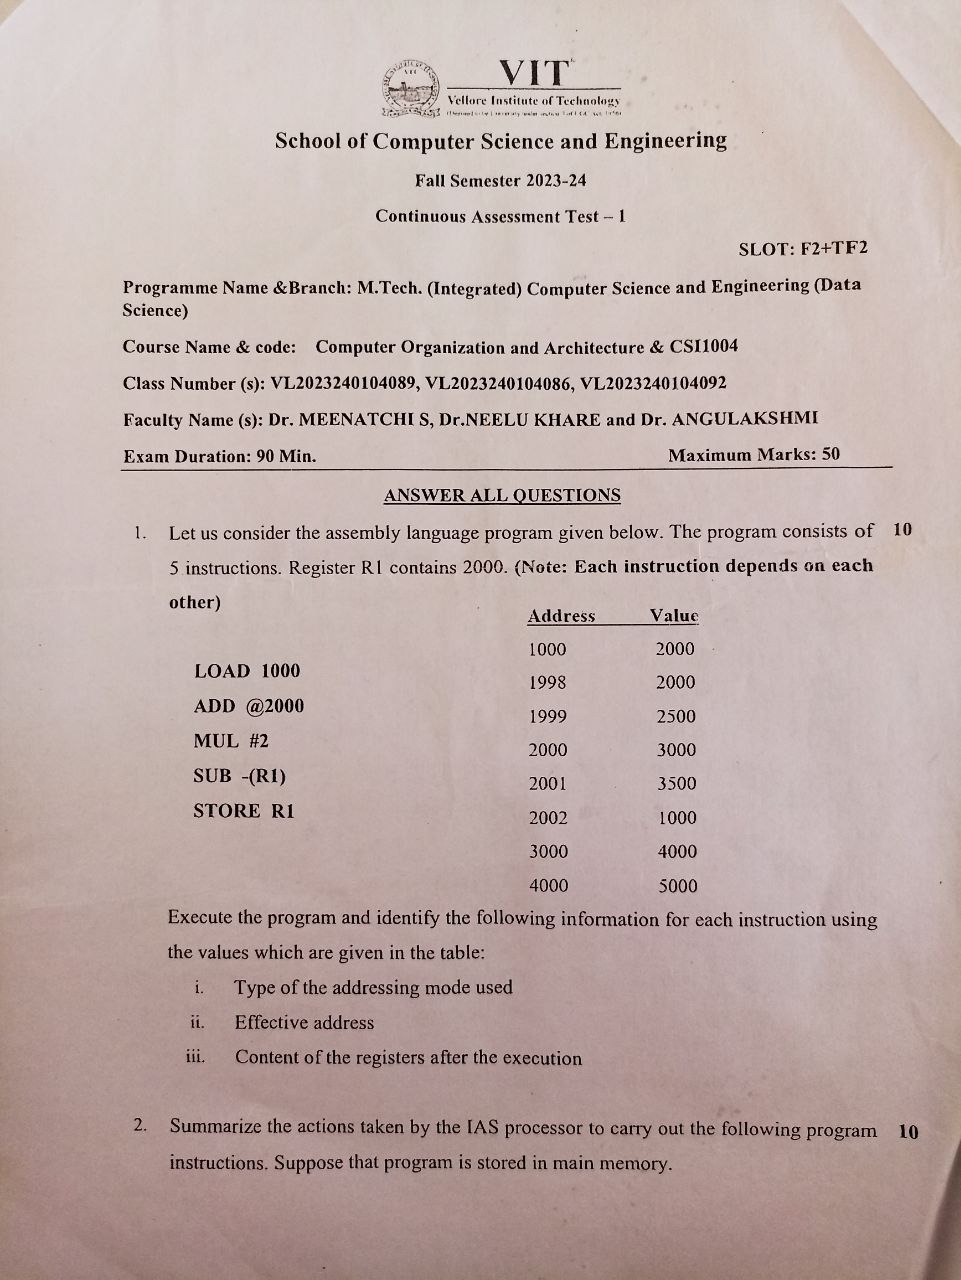 VIT
Vellore Institute of Technology
School of Computer Science and Engineering
Fall Semester 2023-24
Continuous Assessment Test – 1
SLOT: F2+TF2
Programme Name &Branch: M.Tech. (Integrated) Computer Science and Engineering (Data
Science)
Course Name & code: Computer Organization and Architecture & CSI1004
Class Number (s): VL2023240104089, VL2023240104086, VL2023240104092
Faculty Name (s): Dr. MEENATCHI S, Dr.NEELU KHARE and Dr. ANGULAKSHMI
Exam Duration: 90 Min. Maximum Marks: 50
ANSWER ALL QUESTIONS
1. Let us consider the assembly language program given below. The program consists of 10
5 instructions. Register R1 contains 2000. (Note: Each instruction depends on each
other)
Address Value
1000 2000
LOAD 1000
1998 2000
ADD @2000
1999 2500
MUL #2
2000 3000
SUB -(R1)
2001 3500
STORE R1
2002 1000
3000 4000
4000 5000
Execute the program and identify the following information for each instruction using
the values which are given in the table:
i. Type of the addressing mode used
ii. Effective address
iii. Content of the registers after the execution
2. Summarize the actions taken by the IAS processor to carry out the following program 10
instructions. Suppose that program is stored in main memory.